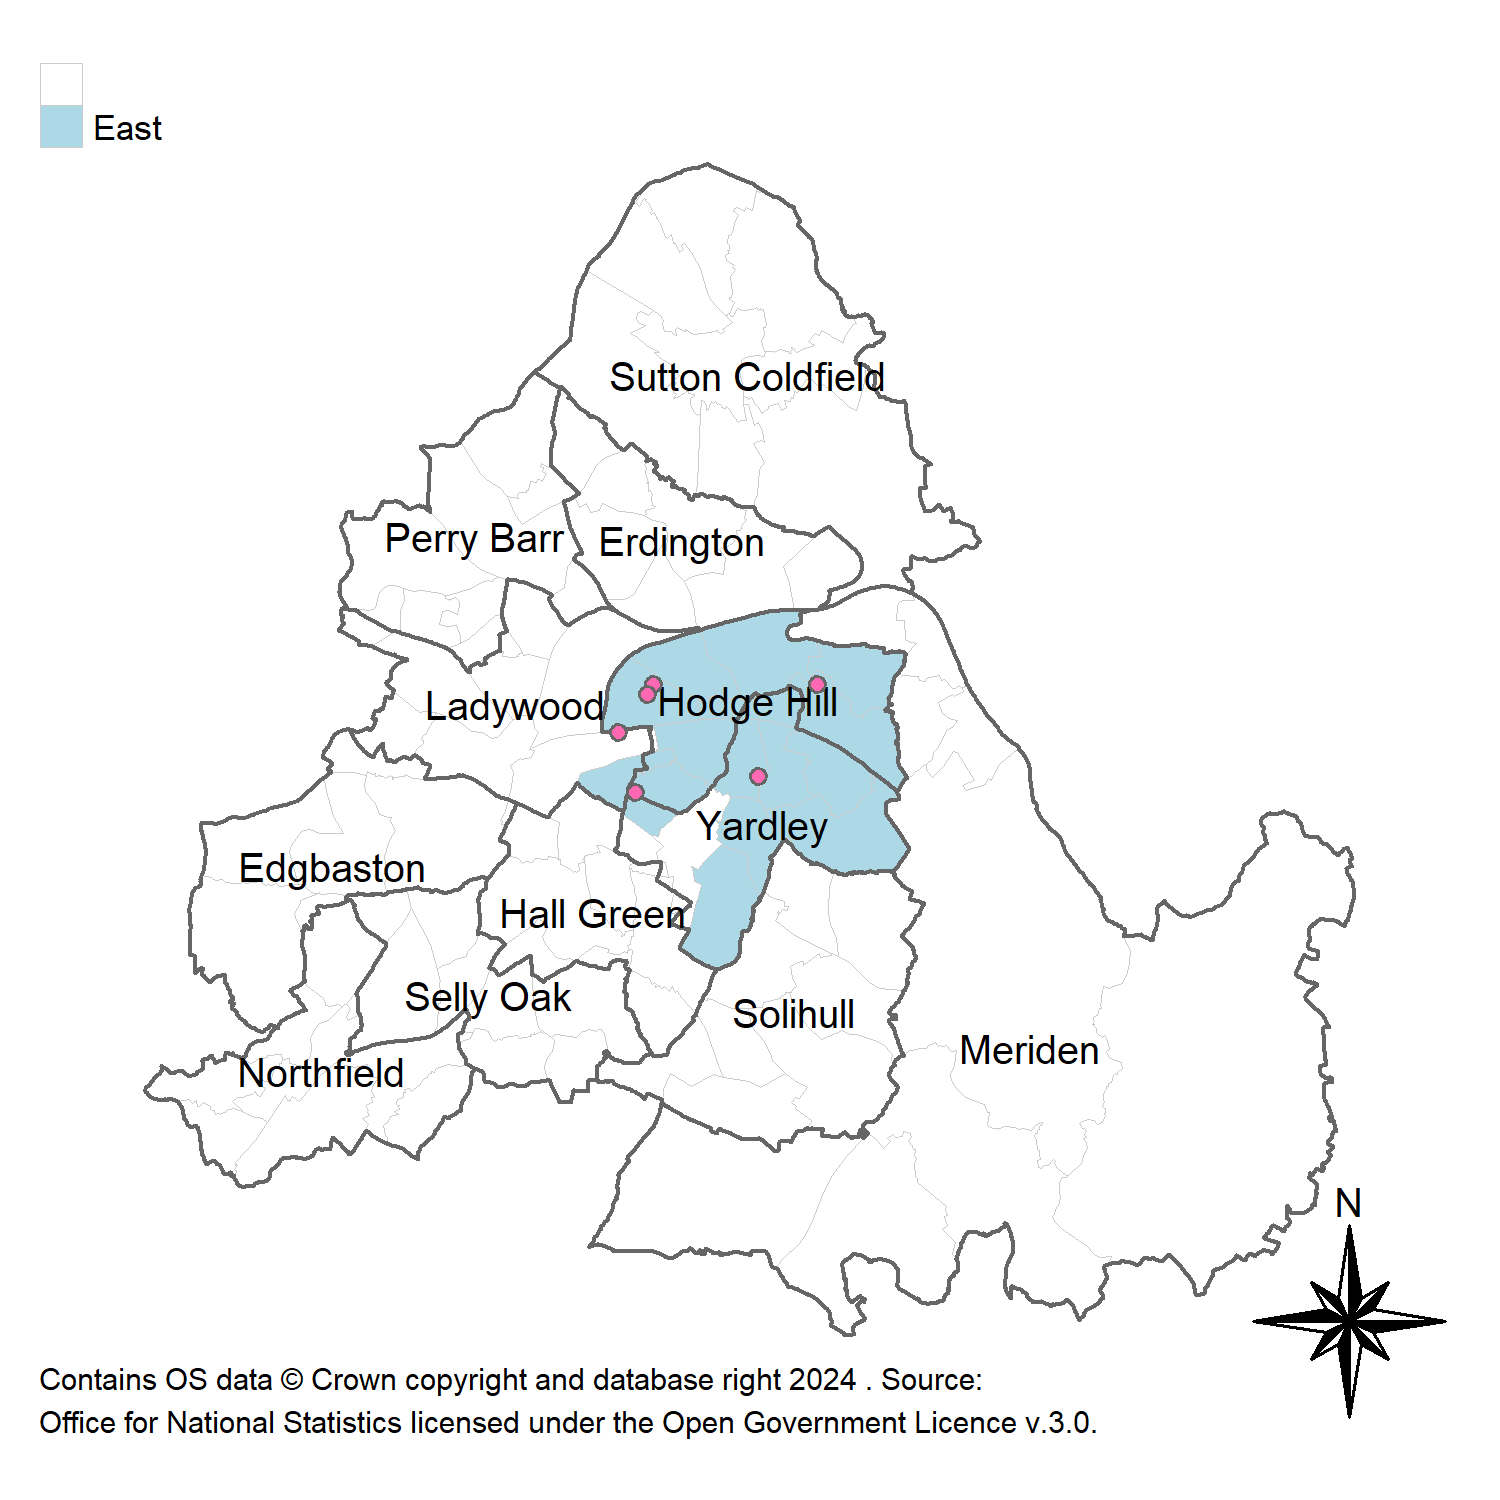 East
Sutton Coldfield
Perry Barr
Erdington
Ladywood
Hodge Hill
Yardley
Edgbaston
Hall Green
Selly Oak
Solihull
Meriden
Northfield
N
Contains OS data © Crown copyright and database right 2024 . Source:
Office for National Statistics licensed under the Open Government Licence v.3.0.